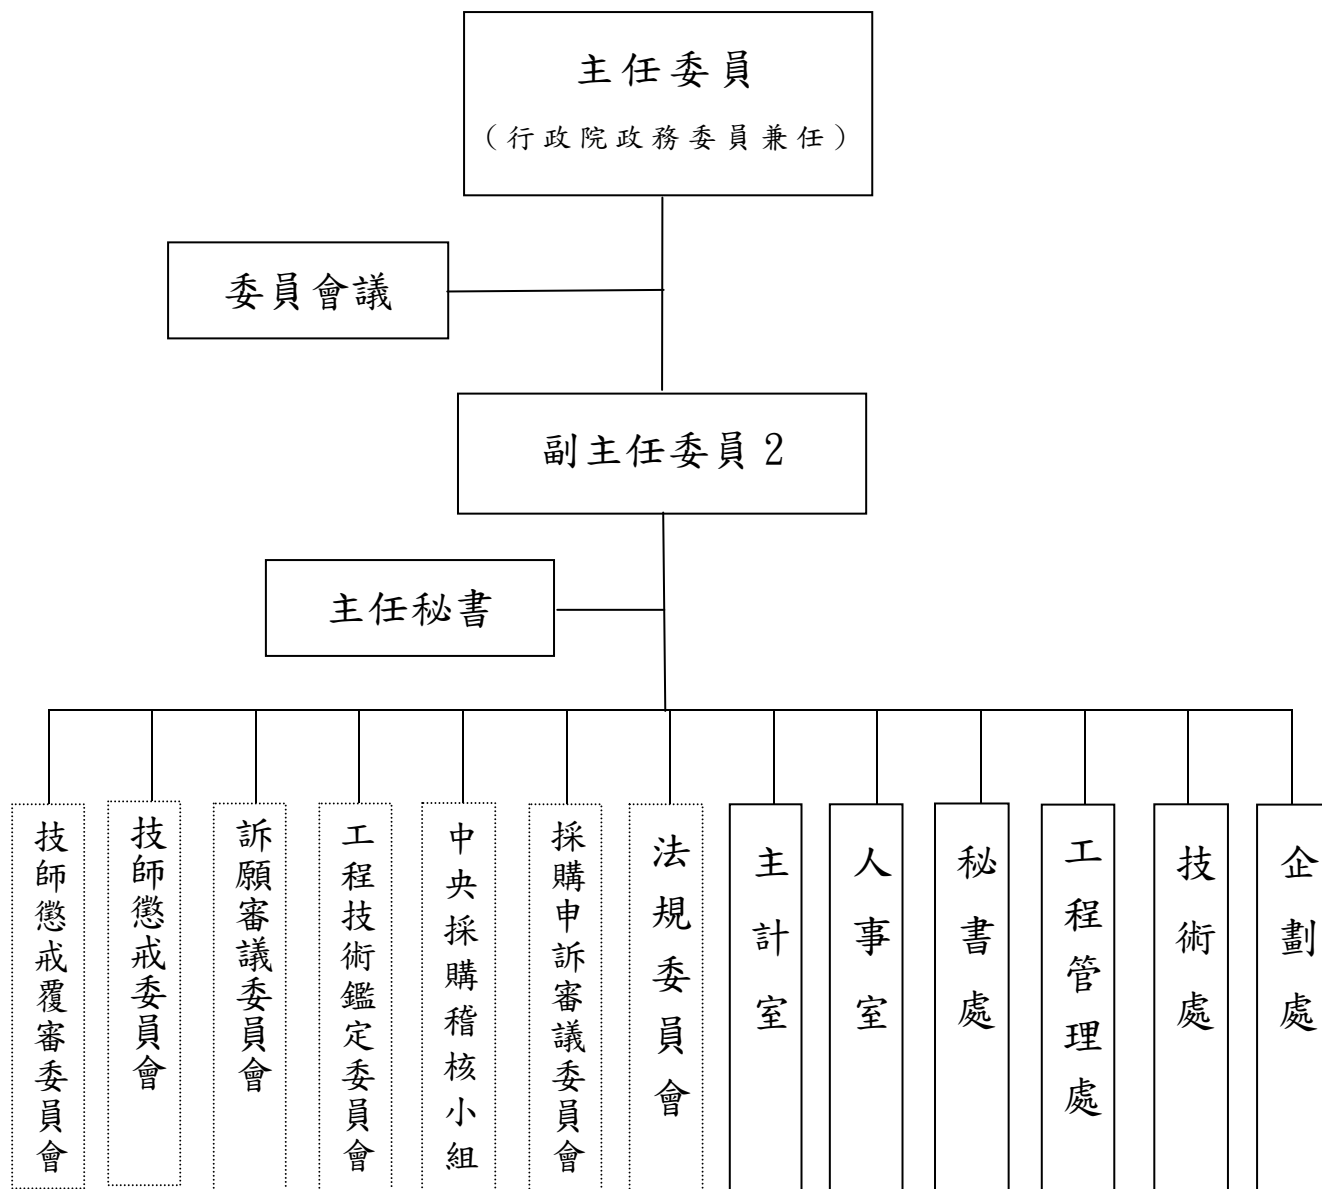 主任委員
（行政院政務委員兼任）
委員會議
副主任委員2
主任秘書
技師懲戒覆審委員會
技師懲戒委員會
訴願審議委員會
工程技術鑑定委員會
中央採購稽核小組
採購申訴審議委員會
法規委員會
主計室
人事室
秘書處
工程管理處
技術處
企劃處